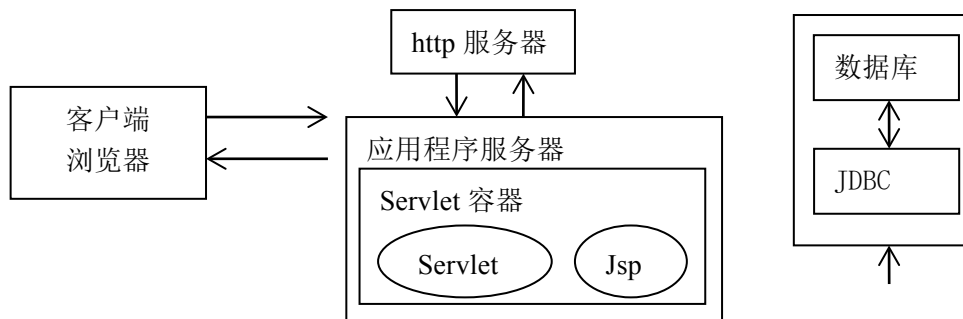 http 服务器
数据库
客户端
浏览器
应用程序服务器
JDBC
Servlet 容器
Servlet
Jsp